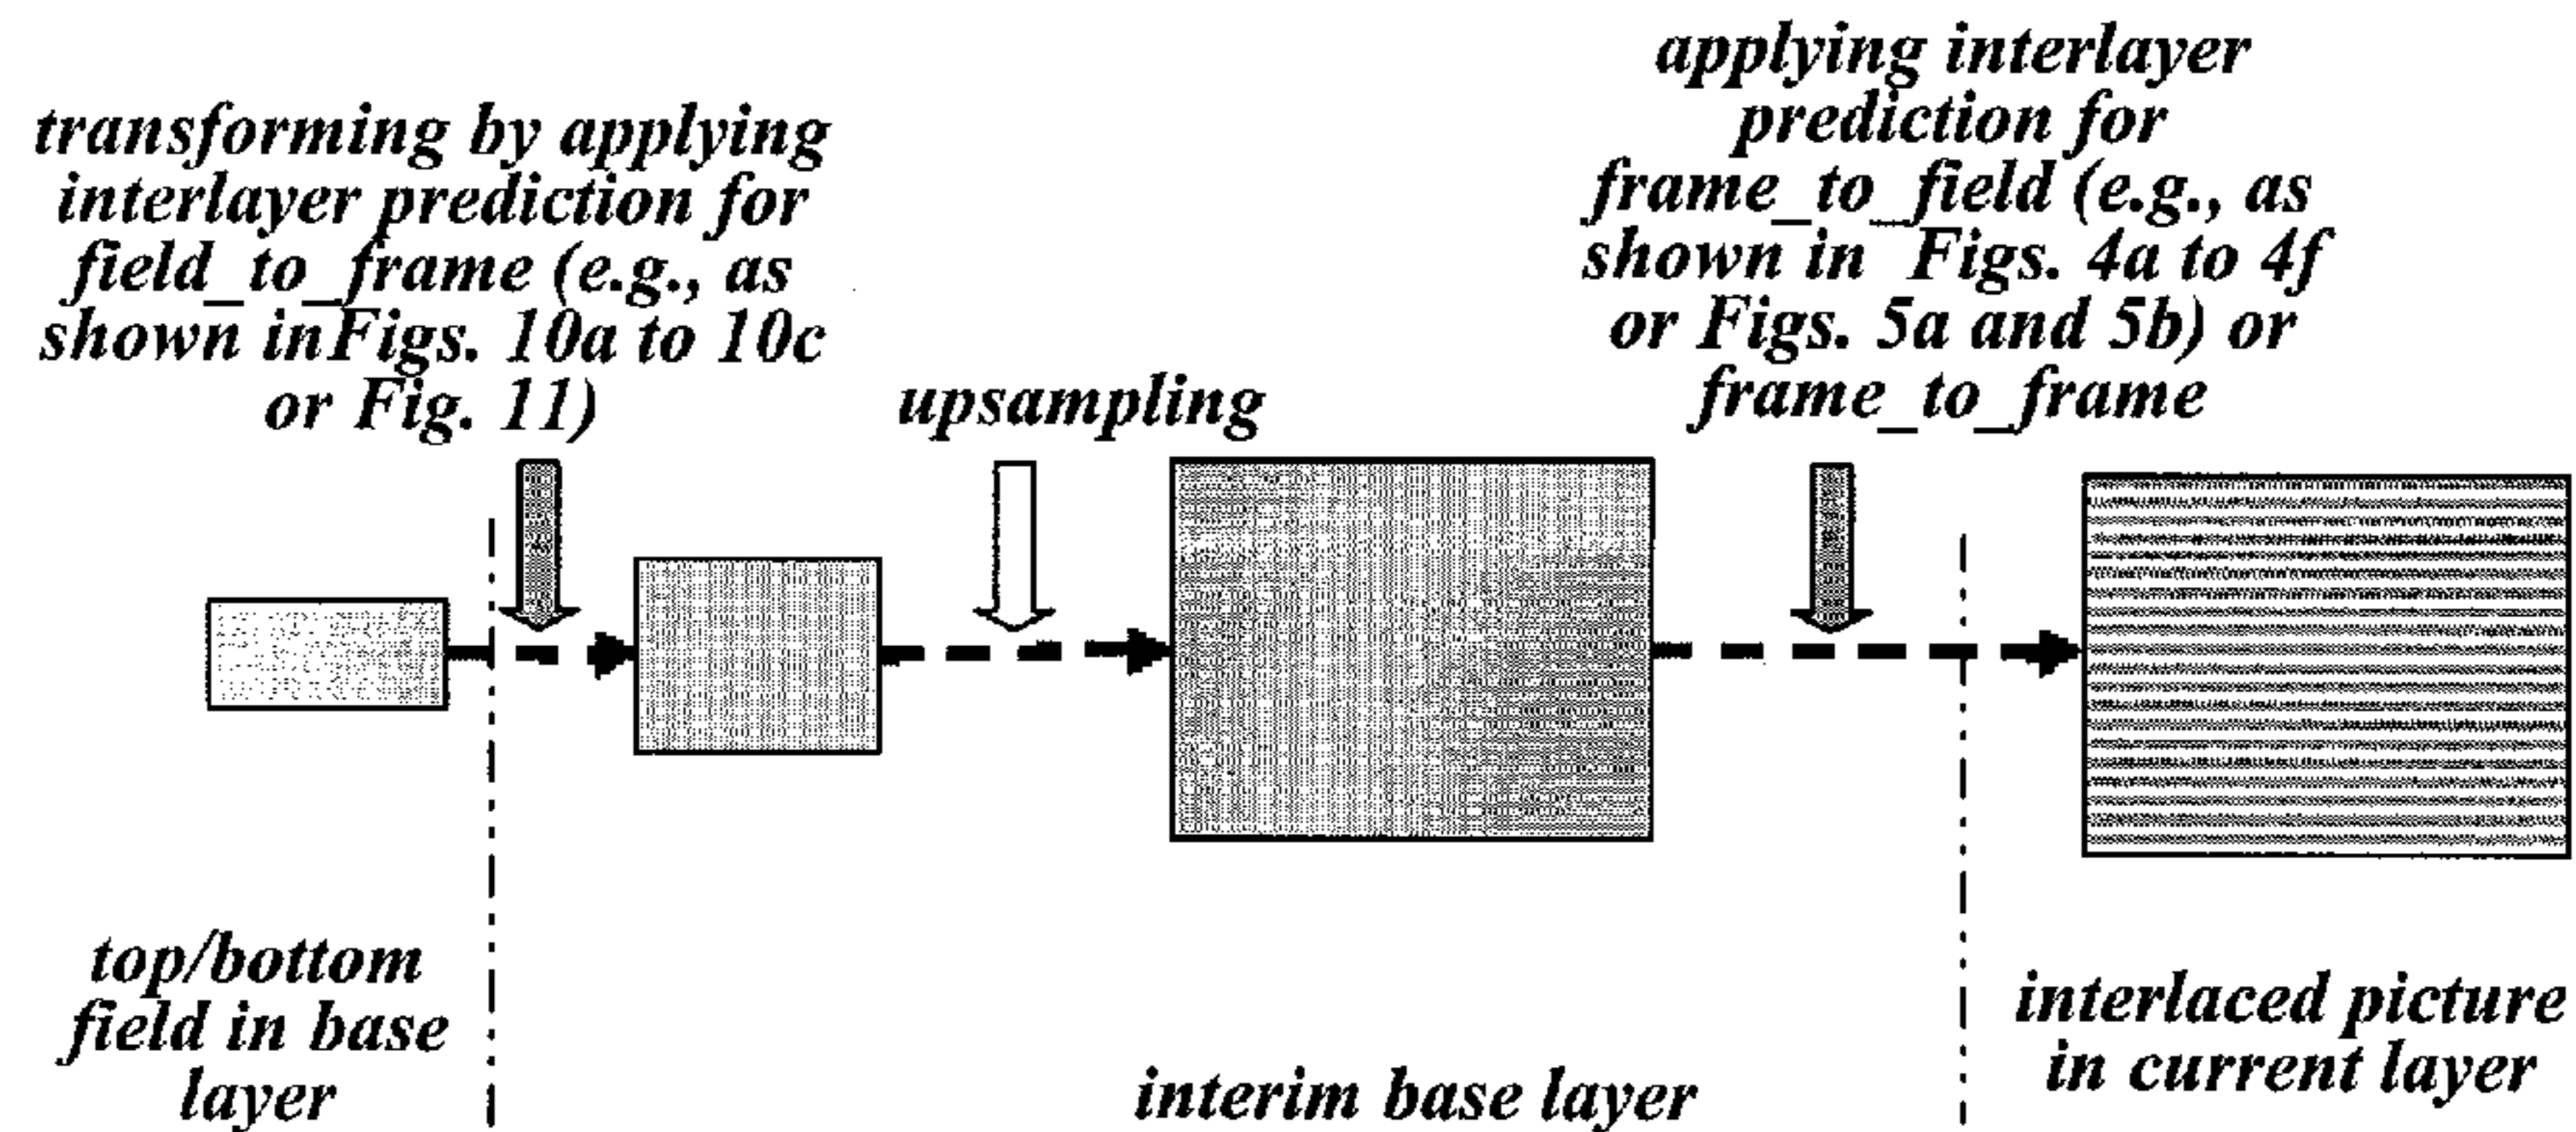 transforming by applying
interlayer prediction for
field_to_frame (e.g., as
shown inFigs. 10a to 10c
or Fig. 11)
upsampling
applying interlayer
prediction for
frame_to_field (e.g., as
shown in Figs. 4a to 4f
or Figs. 5a and 5b) or
frame_to_frame
top/bottom
field in base
layer
interim base layer
interlaced picture
in current layer